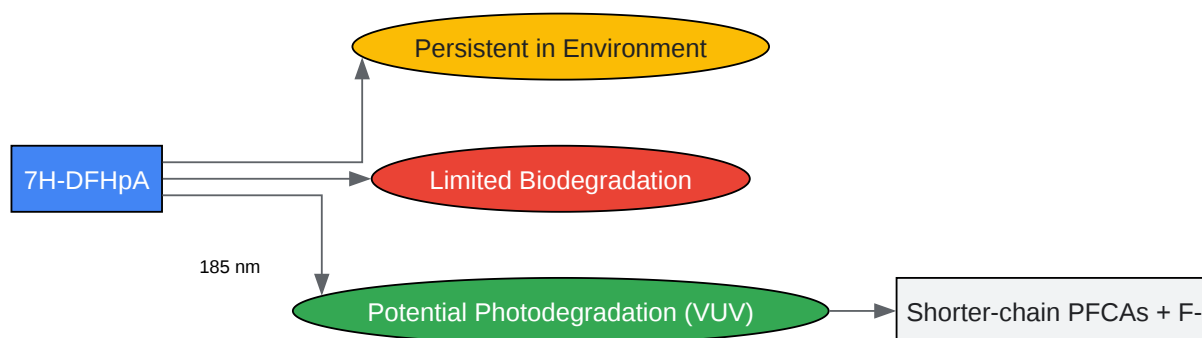 Persistent in Environment
7H-DFHpA
Limited Biodegradation
185 nm
Potential Photodegradation (VUV)
Shorter-chain PFCAs + F-